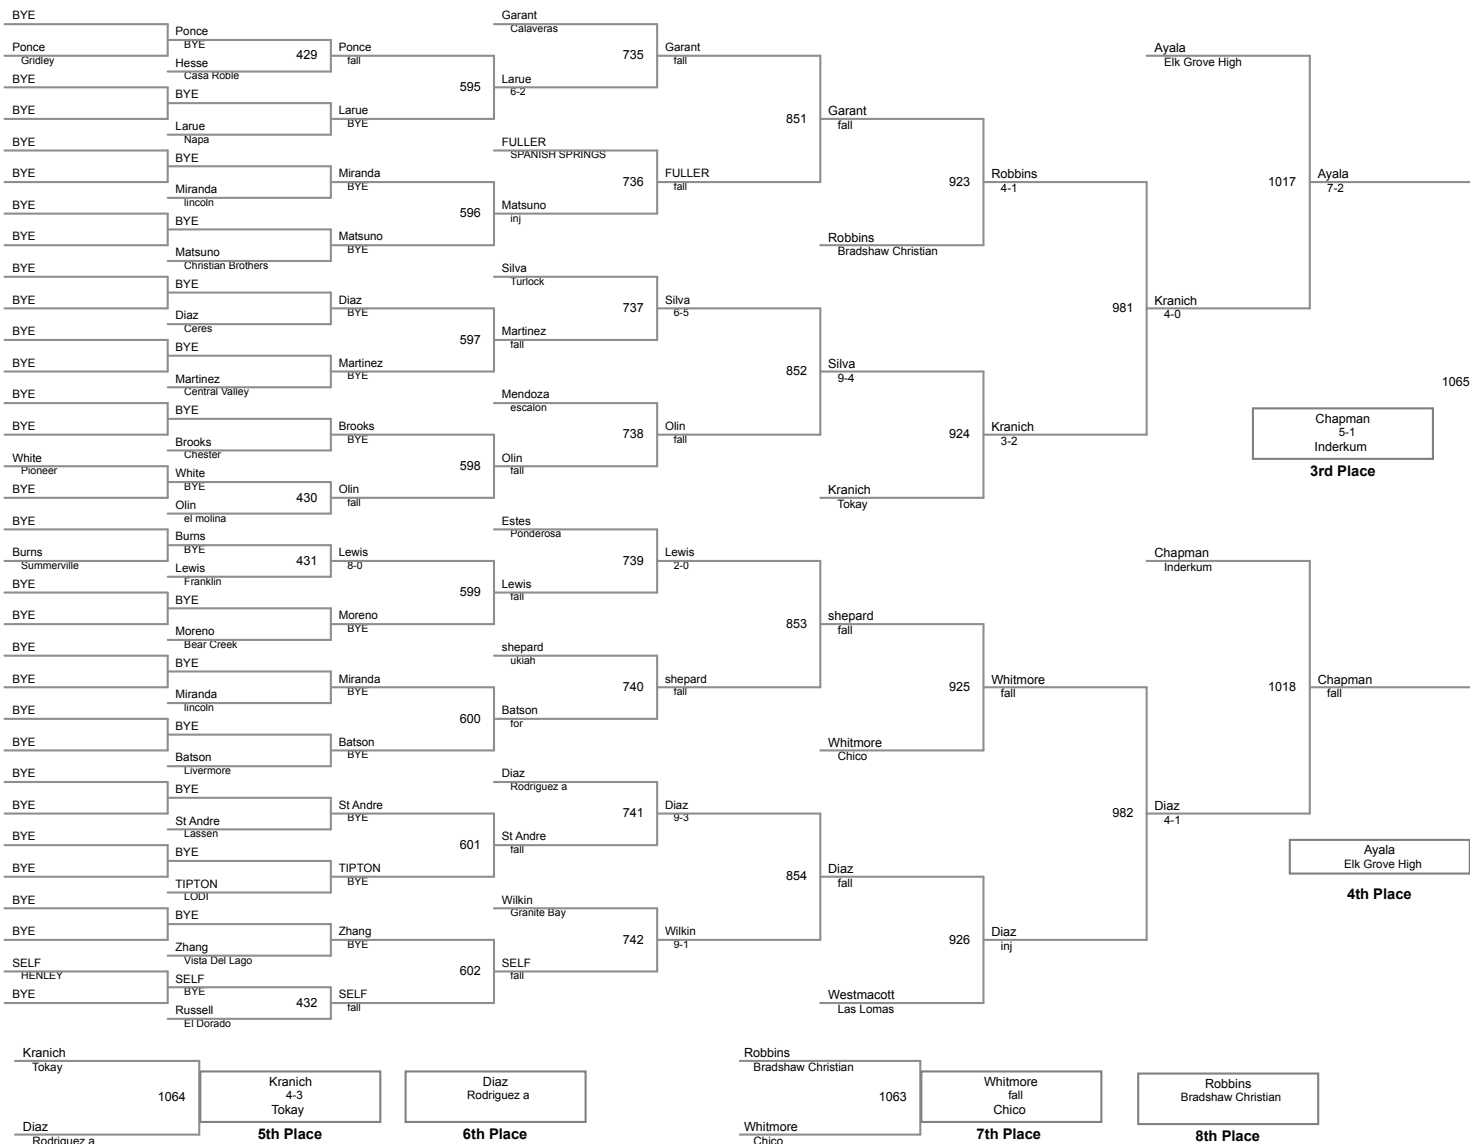 BYE
Ponce
Gridley
BYE
BYE
BYE
BYE
BYE
BYE
BYE
BYE
BYE
BYE
BYE
BYE
White
Pioneer
BYE
BYE
Burns
Summerville
BYE
BYE
BYE
BYE
BYE
BYE
BYE
BYE
BYE
BYE
BYE
BYE
SELF
HENLEY
BYE
Ponce
BYE
429
Hesse
Casa Roble
BYE
Larue
Napa
BYE
Miranda
lincoln
BYE
Matsuno
Christian Brothers
BYE
Diaz
Ceres
BYE
Martinez
Central Valley
BYE
Brooks
Chester
White
BYE
430
Olin
el molina
Burns
BYE
431
Lewis
Franklin
BYE
Moreno
Bear Creek
BYE
Miranda
lincoln
BYE
Batson
Livermore
BYE
St Andre
Lassen
BYE
TIPTON
LODI
BYE
Zhang
Vista Del Lago
SELF
BYE
432
Russell
El Dorado
Ponce
fall
595
Larue
BYE
Miranda
BYE
596
Matsuno
BYE
Diaz
BYE
597
Martinez
BYE
Brooks
BYE
598
Olin
fall
Lewis
8-0
599
Moreno
BYE
Miranda
BYE
600
Batson
BYE
St Andre
BYE
601
TIPTON
BYE
Zhang
BYE
602
SELF
fall
Garant
Calaveras
735
Larue
6-2
FULLER
SPANISH SPRINGS
736
Matsuno
inj
Silva
Turlock
737
Martinez
fall
Mendoza
escalon
738
Olin
fall
Estes
Ponderosa
739
Lewis
fall
shepard
ukiah
740
Batson
for
Diaz
Rodriguez a
741
St Andre
fall
Wilkin
Granite Bay
742
SELF
fall
Garant
fall
851
FULLER
fall
Silva
6-5
852
Olin
fall
Lewis
2-0
853
shepard
fall
Diaz
9-3
854
Wilkin
9-1
Garant
fall
923
Robbins
Bradshaw Christian
Silva
9-4
924
Kranich
Tokay
shepard
fall
925
Whitmore
Chico
Diaz
fall
926
Westmacott
Las Lomas
Robbins
4-1
981
Kranich
3-2
Whitmore
fall
982
Diaz
inj
Ayala
Elk Grove High
1017
Kranich
4-0
Chapman
Inderkum
1018
Diaz
4-1
Ayala
7-2
1065
Chapman
5-1
Inderkum
3rd Place
Chapman
fall
Ayala
Elk Grove High
4th Place
Kranich
Tokay
1064
Diaz
Rodriguez a
Kranich
4-3
Tokay
5th Place
Diaz
Rodriguez a
6th Place
Robbins
Bradshaw Christian
1063
Whitmore
Chico
Whitmore
fall
Chico
7th Place
Robbins
Bradshaw Christian
8th Place